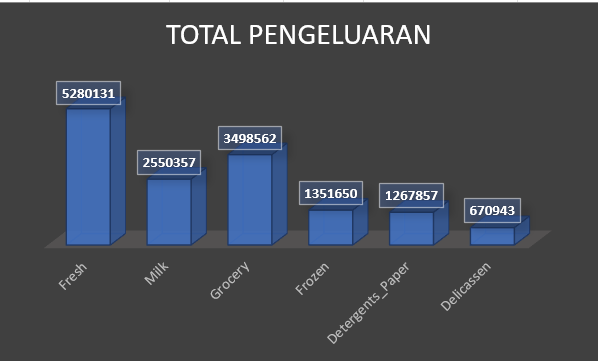 TOTAL PENGELUARAN
5280131
2550357
3498562
1351650
1267857
670943
Fresh
Milk
Grocery
Frozen
Detergents_Paper
Delicassen